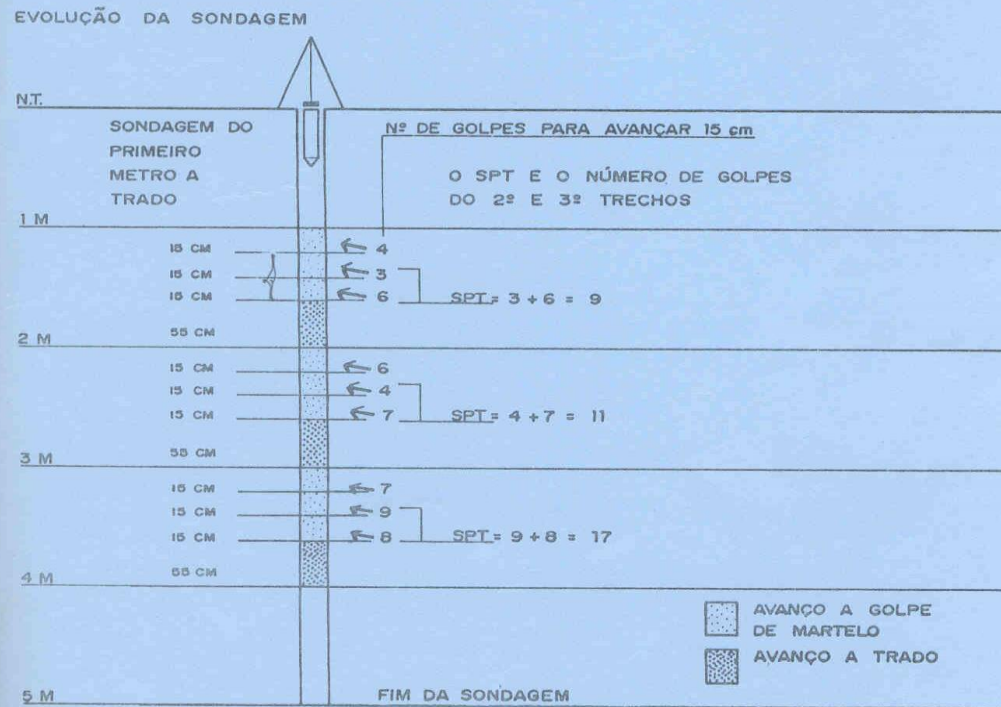 EVOLUÇÃO DA SONDAGEM
N.T.
SONDAGEM DO
PRIMEIRO
METRO A
TRADO
Nº DE GOLPES PARA AVANÇAR 15 cm
O SPT E O NÚMERO DE GOLPES
DO 2º E 3º TRECHOS
1 M
15 CM 4
15 CM 3
15 CM 6 SPT = 3 + 6 = 9
55 CM
2 M
15 CM 6
15 CM 4
15 CM 7 SPT = 4 + 7 = 11
55 CM
3 M
15 CM 7
15 CM 9
15 CM 8 SPT = 9 + 8 = 17
55 CM
4 M
AVANÇO A GOLPE
DE MARTELO
AVANÇO A TRADO
5 M FIM DA SONDAGEM